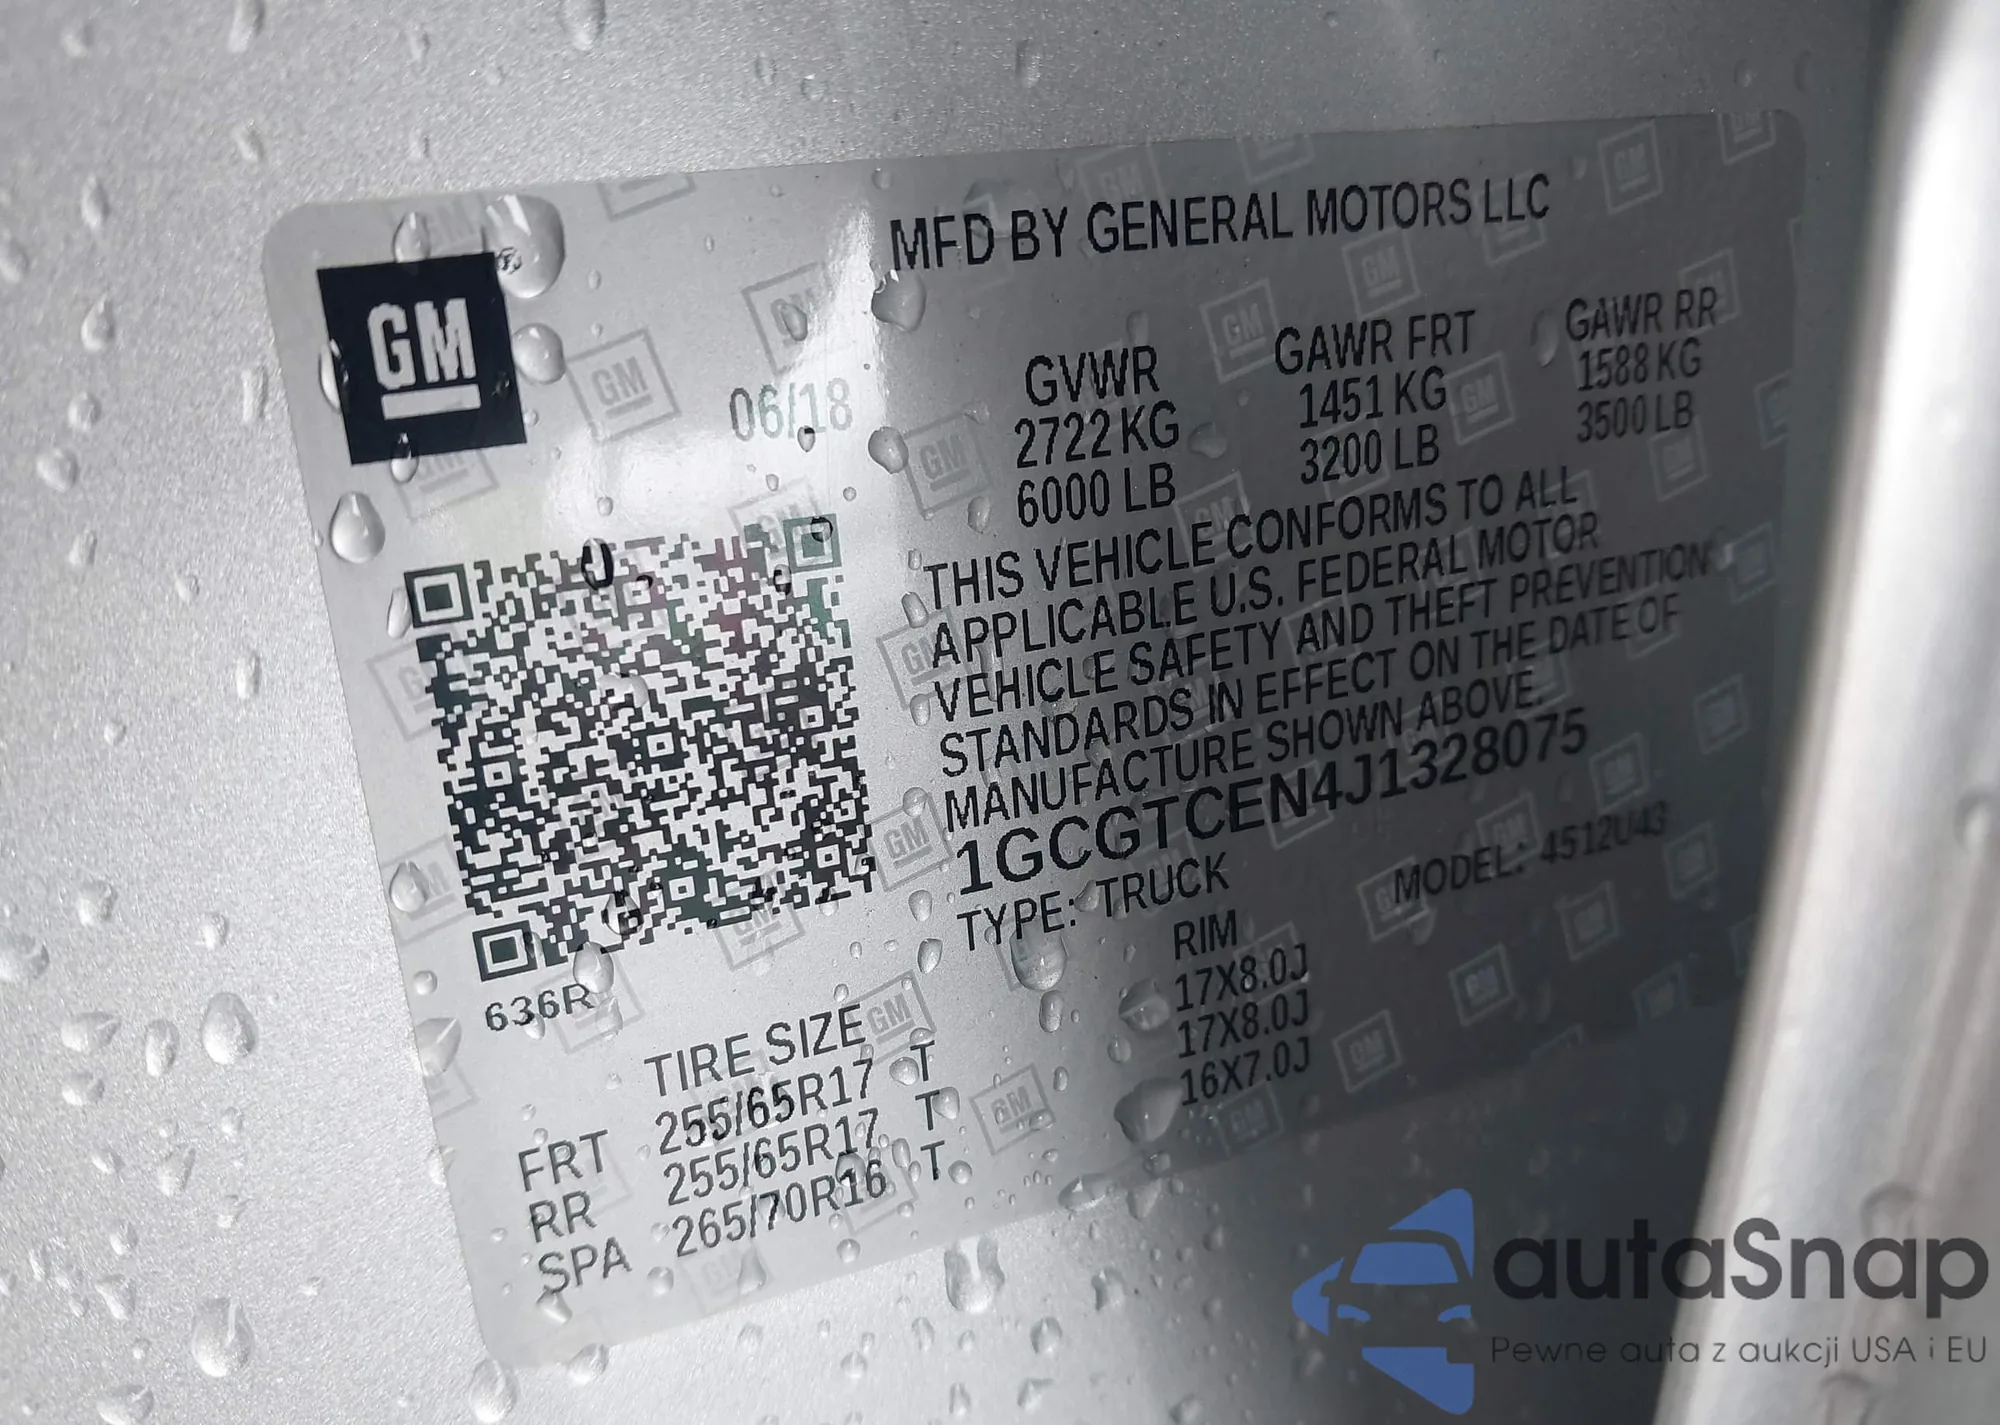 GM
MFD BY GENERAL MOTORS LLC
06/18
GVWR GAWR FRT GAWR RR
2722 KG 1451 KG 1588 KG
6000 LB 3200 LB 3500 LB
THIS VEHICLE CONFORMS TO ALL
APPLICABLE U.S. FEDERAL MOTOR
VEHICLE SAFETY AND THEFT PREVENTION
STANDARDS IN EFFECT ON THE DATE OF
MANUFACTURE SHOWN ABOVE.
1GCGTCEN4J1328075
TYPE: TRUCK MODEL: 4512U43
636R
TIRE SIZE RIM
FRT 255/65R17 T 17X8.0J
RR 255/65R17 T 17X8.0J
SPA 265/70R16 T 16X7.0J
autaSnap
Pewne auta z aukcji USA i EU